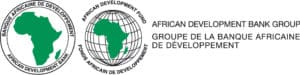 BANQUE AFRICAINE DE DÉVELOPPEMENT
AFRICAN DEVELOPMENT BANK
AFRICAN DEVELOPMENT FUND
FONDS AFRICAIN DE DÉVELOPPEMENT
AFRICAN DEVELOPMENT BANK GROUP
GROUPE DE LA BANQUE AFRICAINE
DE DÉVELOPPEMENT